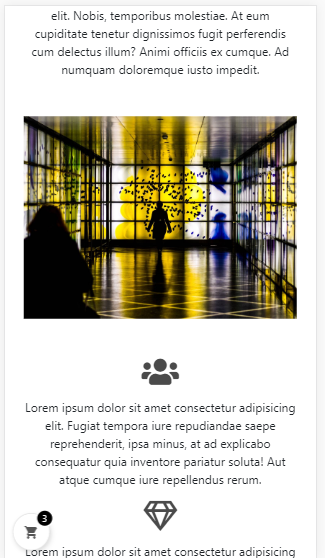 elit. Nobis, temporibus molestiae. At eum
cupiditate tenetur dignissimos fugit perferendis
cum delectus illum? Animi officiis ex cumque. Ad
numquam doloremque iusto impedit.
Lorem ipsum dolor sit amet consectetur adipisicing
elit. Fugiat tempora iure repudiandae saepe
reprehenderit, ipsa minus, at ad explicabo
consequatur quia inventore pariatur soluta! Aut
atque cumque iure repellendus rerum.
3
Lorem ipsum dolor sit amet consectetur adipisicing